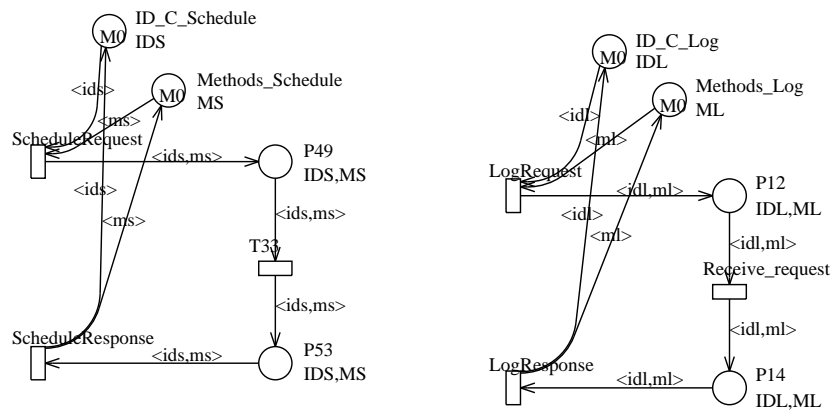 ID_C_Schedule
IDS
M0
<ids>
Methods_Schedule
MS
M0
<ms>
ScheduleRequest
<ids,ms>
P49
IDS,MS
<ids>
<ms>
<ids,ms>
T33
<ids,ms>
ScheduleResponse
<ids,ms>
P53
IDS,MS
ID_C_Log
IDL
M0
<idl>
Methods_Log
ML
M0
<ml>
LogRequest
<idl,ml>
P12
IDL,ML
<idl>
<ml>
<idl,ml>
Receive_request
<idl,ml>
LogResponse
<idl,ml>
P14
IDL,ML